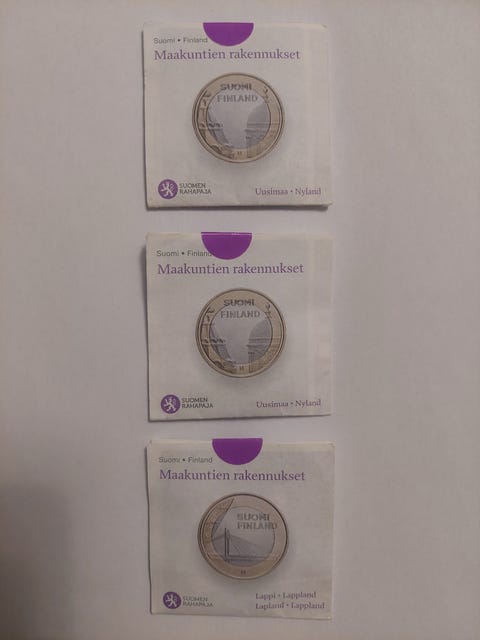 Suomi • Finland
Maakuntien rakennukset
SUOMI
FINLAND
SUOMEN
RAHAPAJA
Uusimaa • Nyland
Suomi • Finland
Maakuntien rakennukset
SUOMI
FINLAND
SUOMEN
RAHAPAJA
Uusimaa • Nyland
Suomi • Finland
Maakuntien rakennukset
SUOMI
FINLAND
SUOMEN
RAHAPAJA
Lappi • Lappland
Lapland • Lappland